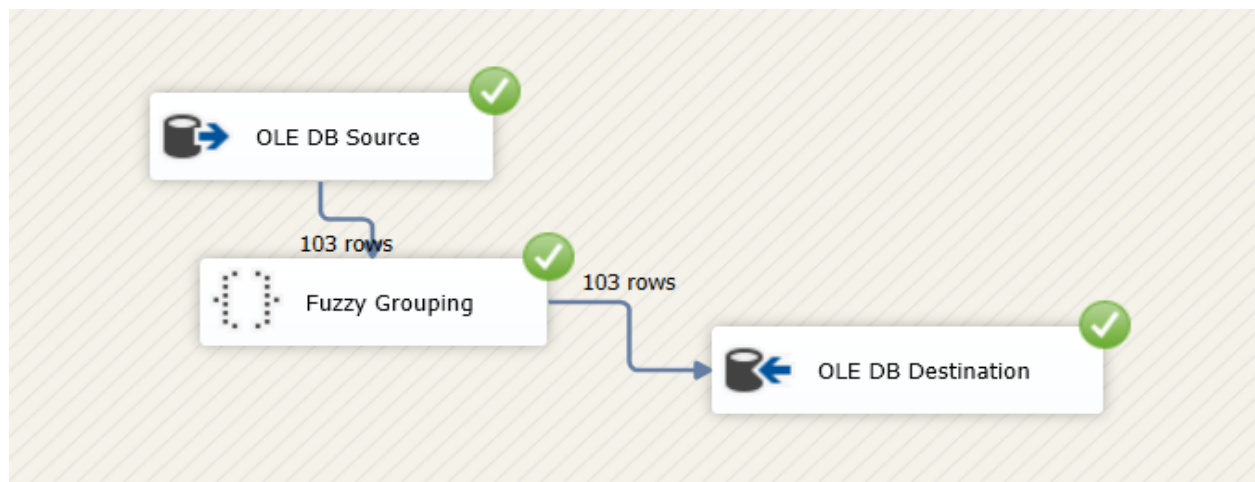 OLE DB Source
103 rows
Fuzzy Grouping
103 rows
OLE DB Destination